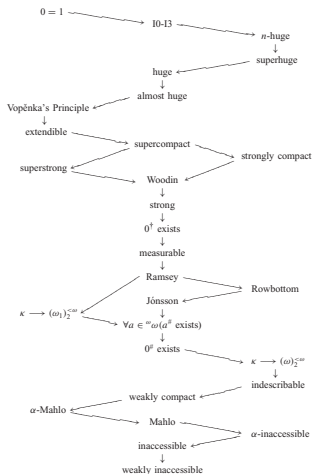 0 = 1
I0-I3
n-huge
superhuge
huge
almost huge
Vopěnka's Principle
extendible
supercompact
strongly compact
superstrong
Woodin
strong
0† exists
measurable
Ramsey
Rowbottom
Jónsson
κ ⟶ (ω₁)₂^{<ω}
∀a ∈ ^ωω(a^# exists)
0^# exists
κ ⟶ (ω)₂^{<ω}
indescribable
weakly compact
α-Mahlo
Mahlo
α-inaccessible
inaccessible
weakly inaccessible